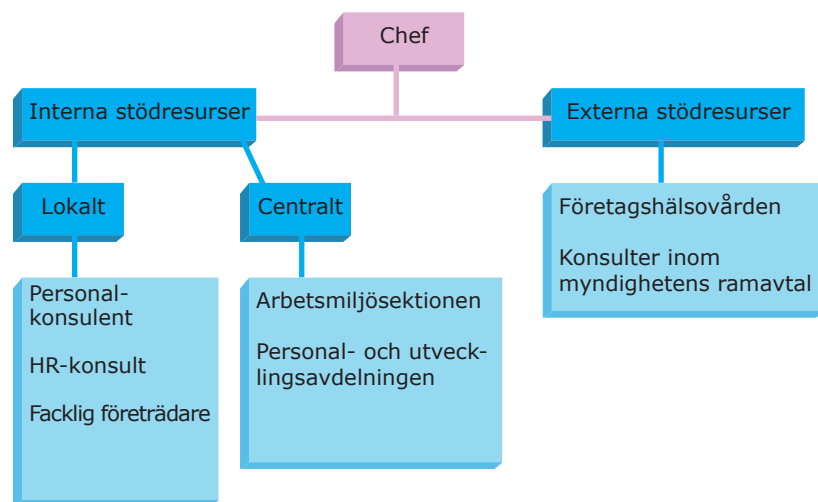 Chef
Interna stödresurser
Externa stödresurser
Lokalt
Centralt
Företagshälsovården
Konsulter inom
myndighetens ramavtal
Personal-
konsulent
HR-konsult
Facklig företrädare
Arbetsmiljösektionen
Personal- och utveck-
lingsavdelningen